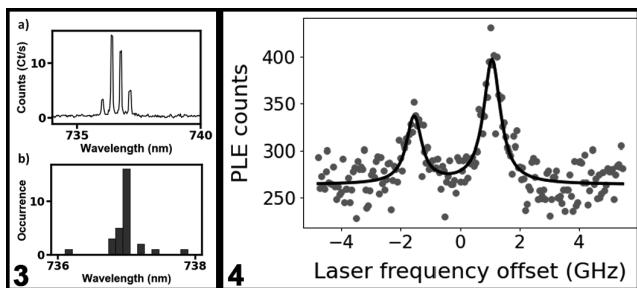 a)
Counts (Ct/s)
10
0
735
740
Wavelength (nm)
b)
Occurrence
10
0
736
738
Wavelength (nm)
3
PLE counts
400
350
300
250
−4
−2
0
2
4
Laser frequency offset (GHz)
4